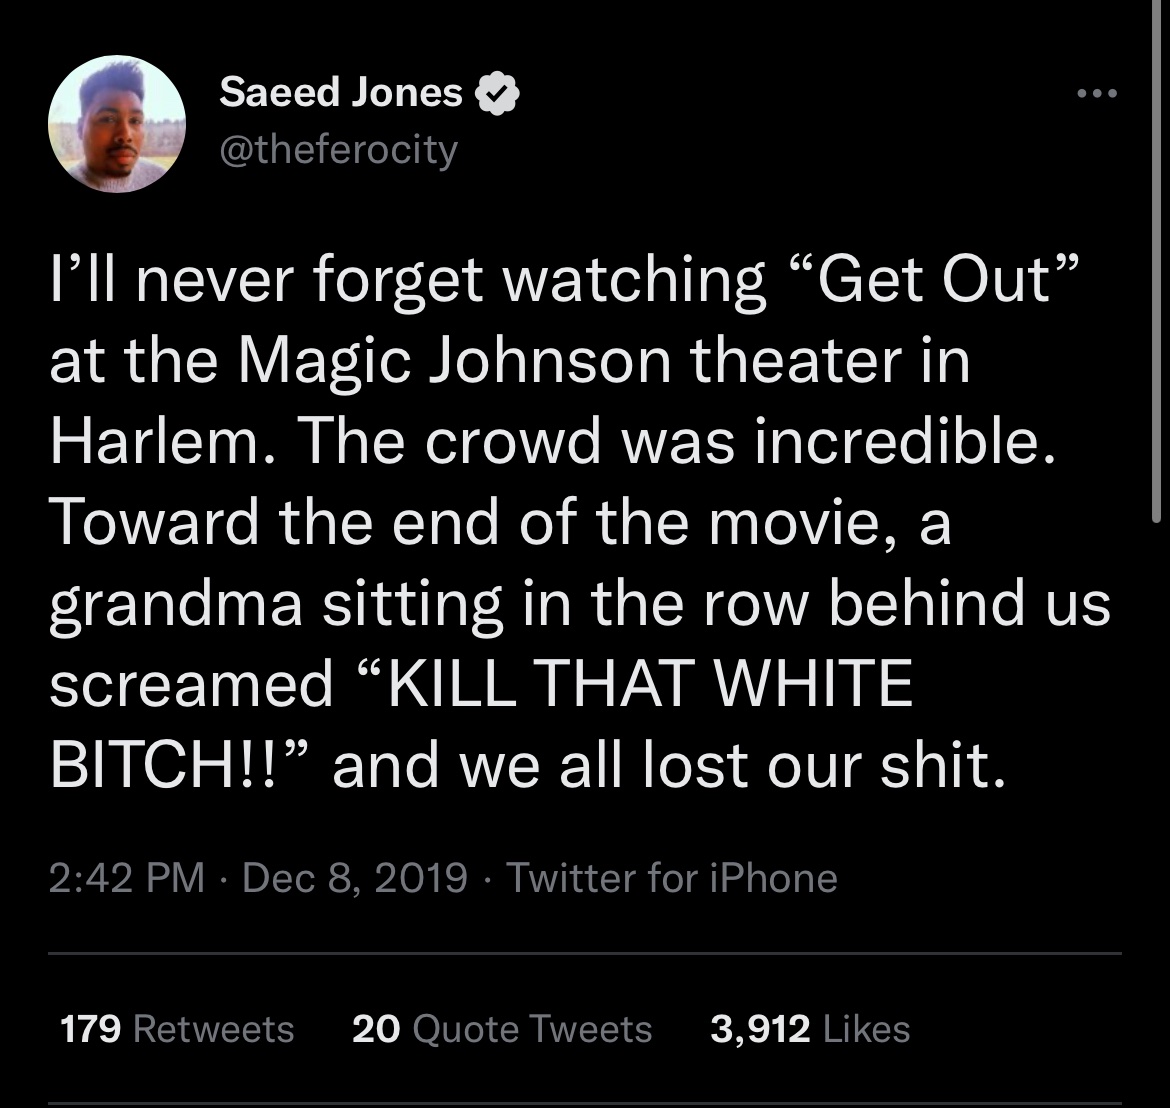 Saeed Jones
@theferocity
I’ll never forget watching “Get Out”
at the Magic Johnson theater in
Harlem. The crowd was incredible.
Toward the end of the movie, a
grandma sitting in the row behind us
screamed “KILL THAT WHITE
BITCH!!” and we all lost our shit.
2:42 PM · Dec 8, 2019 · Twitter for iPhone
179 Retweets 20 Quote Tweets 3,912 Likes